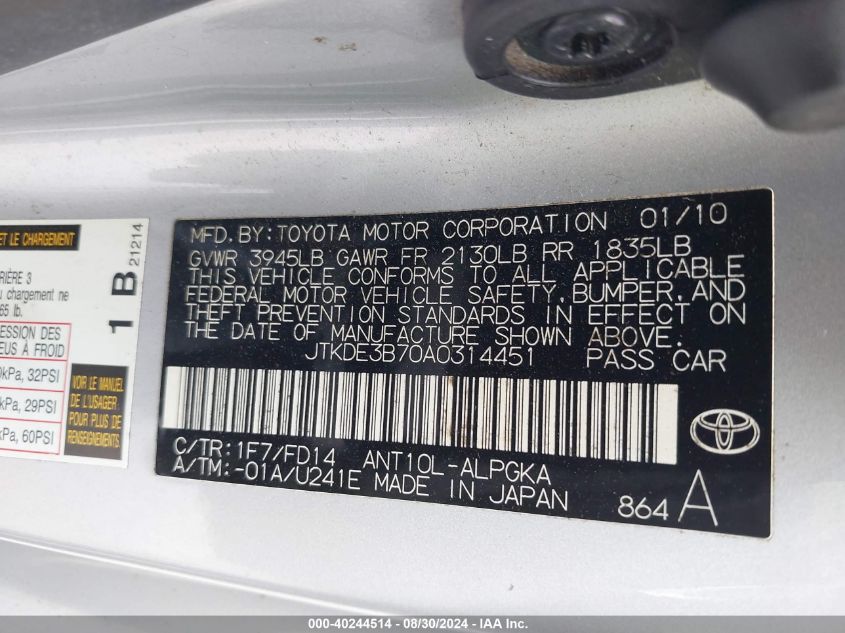 ET LE CHARGEMENT
RIÈRE 3
u chargement ne
65 lb.
ESSION DES
EUS À FROID
kPa, 32PSI
kPa, 29PSI
kPa, 60PSI
VOIR LE MANUEL
DE L'USAGER
POUR PLUS DE
RENSEIGNEMENTS
1 B 21214
MFD.BY:TOYOTA MOTOR CORPORATION 01/10
GVWR 3945LB GAWR FR 2130LB RR 1835LB
THIS VEHICLE CONFORMS TO ALL APPLICABLE
FEDERAL MOTOR VEHICLE SAFETY,BUMPER,AND
THEFT PREVENTION STANDARDS IN EFFECT ON
THE DATE OF MANUFACTURE SHOWN ABOVE.
JTKDE3B70A0314451 PASS CAR
C/TR:1F7/FD14 ANT10L-ALPGKA
A/TM:-01A/U241E MADE IN JAPAN
864 A
000-40244514 - 08/30/2024 - IAA Inc.